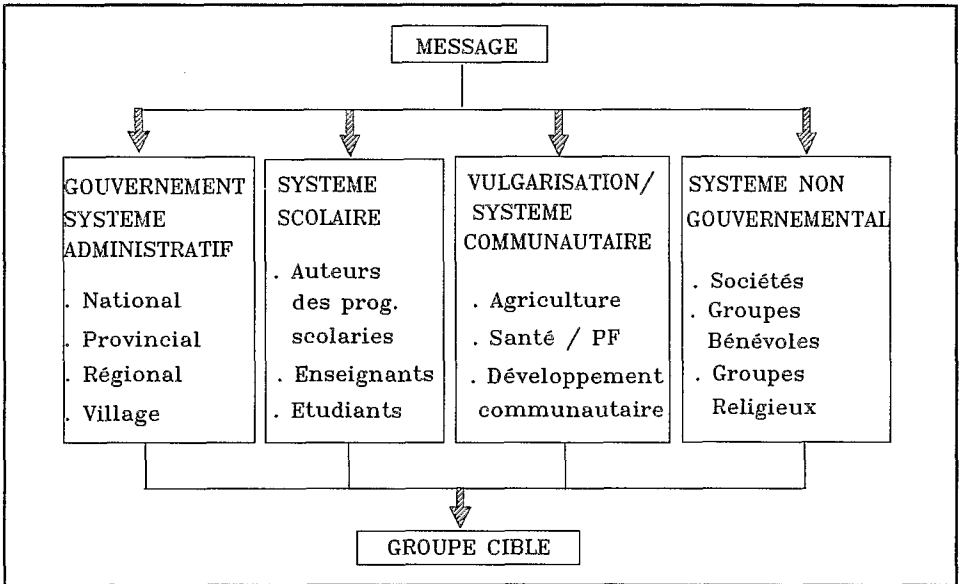 MESSAGE
GOUVERNEMENT
SYSTEME
ADMINISTRATIF
. National
. Provincial
. Régional
. Village
SYSTEME
SCOLAIRE
. Auteurs
des prog.
scolaries
. Enseignants
. Etudiants
VULGARISATION/
SYSTEME
COMMUNAUTAIRE
. Agriculture
. Santé / PF
. Développement
communautaire
SYSTEME NON
GOUVERNEMENTAL
. Sociétés
. Groupes
Bénévoles
. Groupes
Religieux
GROUPE CIBLE